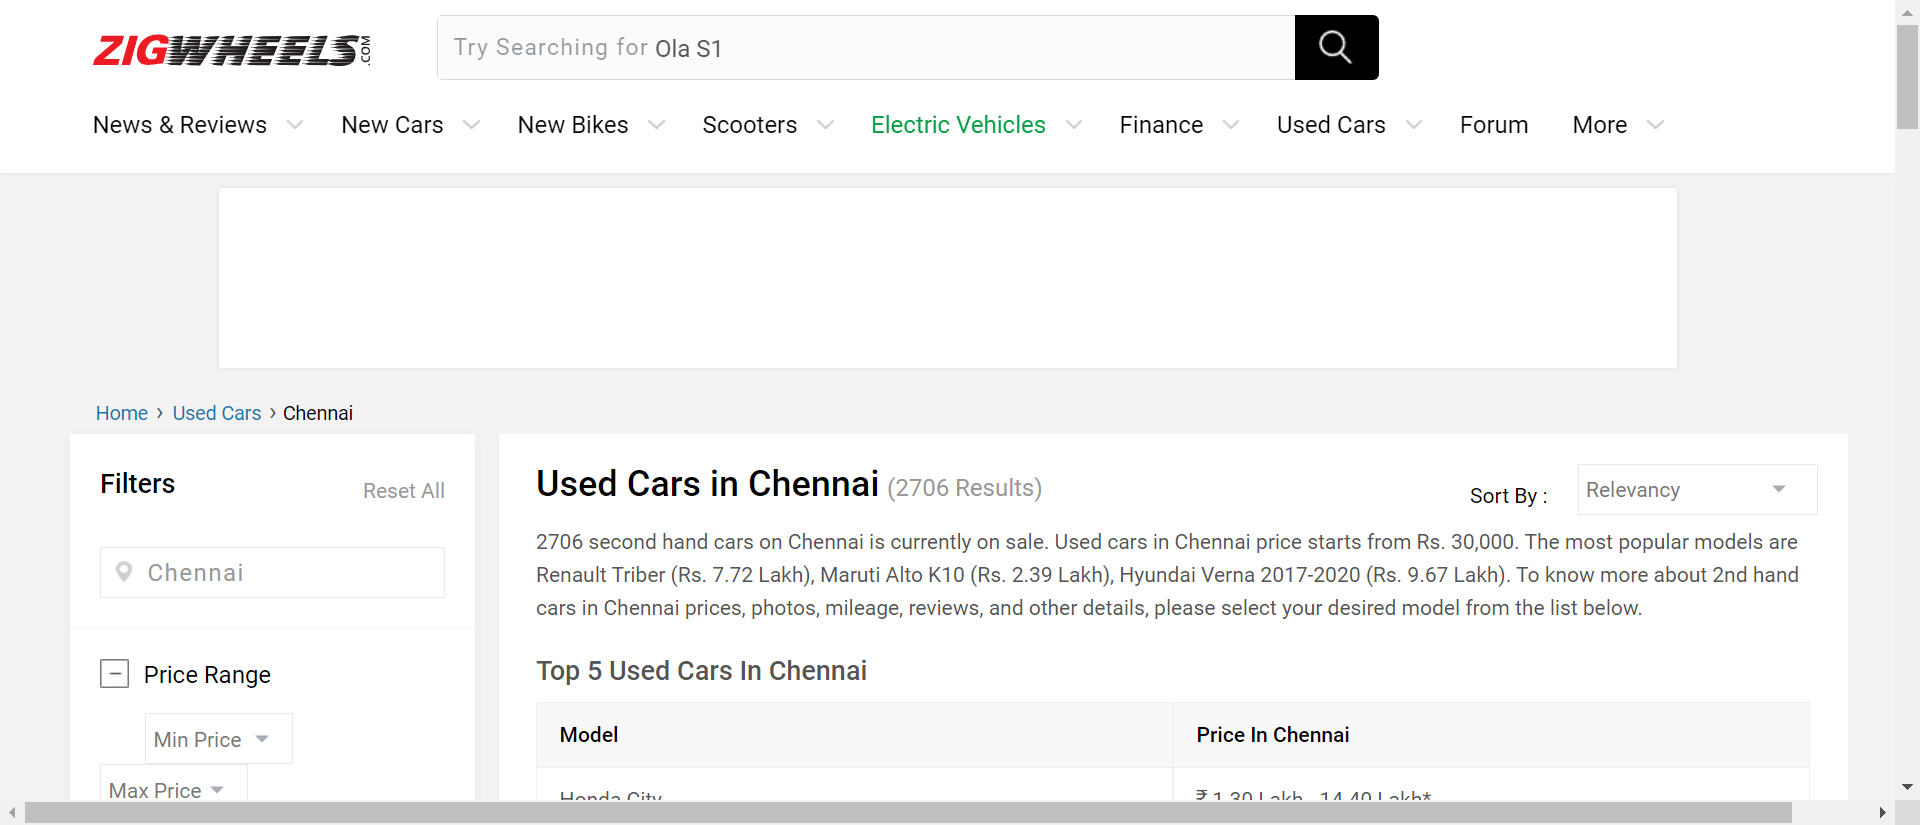 ZIGWHEELS.COM
Try Searching for Ola S1
News & Reviews New Cars New Bikes Scooters Electric Vehicles Finance Used Cars Forum More
Home › Used Cars › Chennai
Filters
Reset All
Chennai
Price Range
Min Price
Max Price
Used Cars in Chennai (2706 Results)
Sort By :
Relevancy
2706 second hand cars on Chennai is currently on sale. Used cars in Chennai price starts from Rs. 30,000. The most popular models are
Renault Triber (Rs. 7.72 Lakh), Maruti Alto K10 (Rs. 2.39 Lakh), Hyundai Verna 2017-2020 (Rs. 9.67 Lakh). To know more about 2nd hand
cars in Chennai prices, photos, mileage, reviews, and other details, please select your desired model from the list below.
Top 5 Used Cars In Chennai
Model Price In Chennai
Honda City ₹ 1.30 Lakh - 14.40 Lakh*